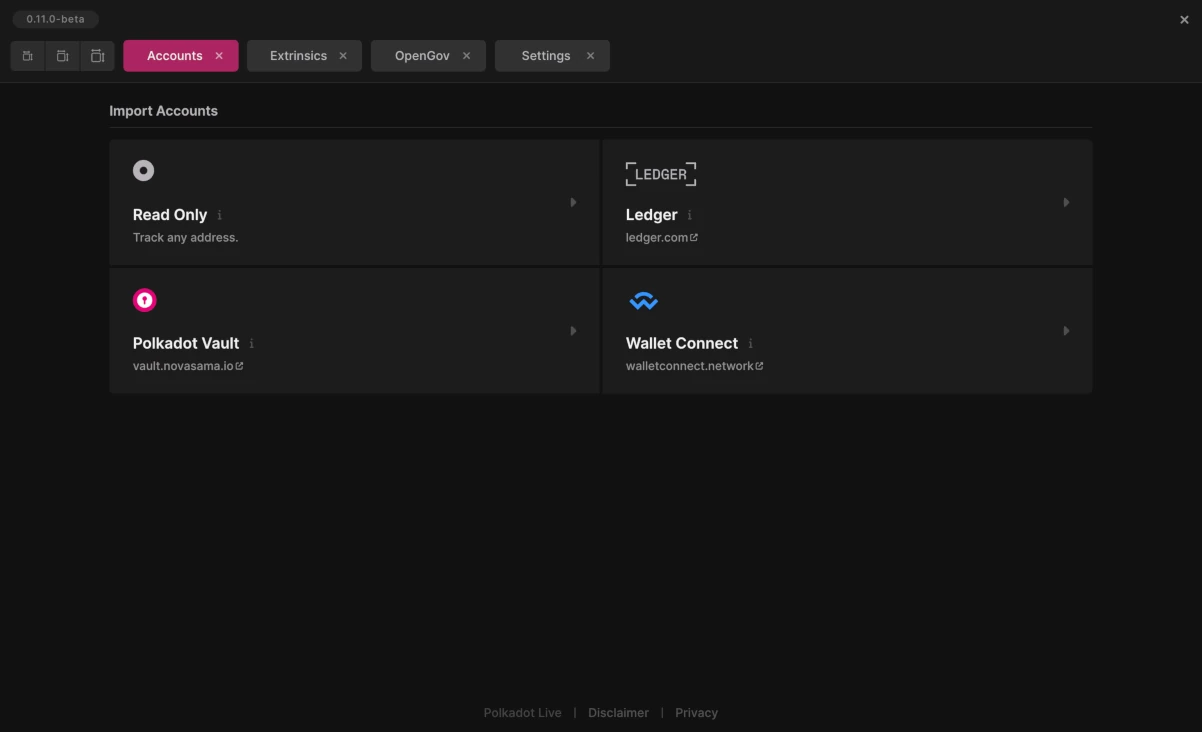 0.11.0-beta
Accounts
Extrinsics
OpenGov
Settings
Import Accounts
Read Only
Track any address.
LEDGER
Ledger
ledger.com
Polkadot Vault
vault.novasama.io
Wallet Connect
walletconnect.network
Polkadot Live | Disclaimer | Privacy